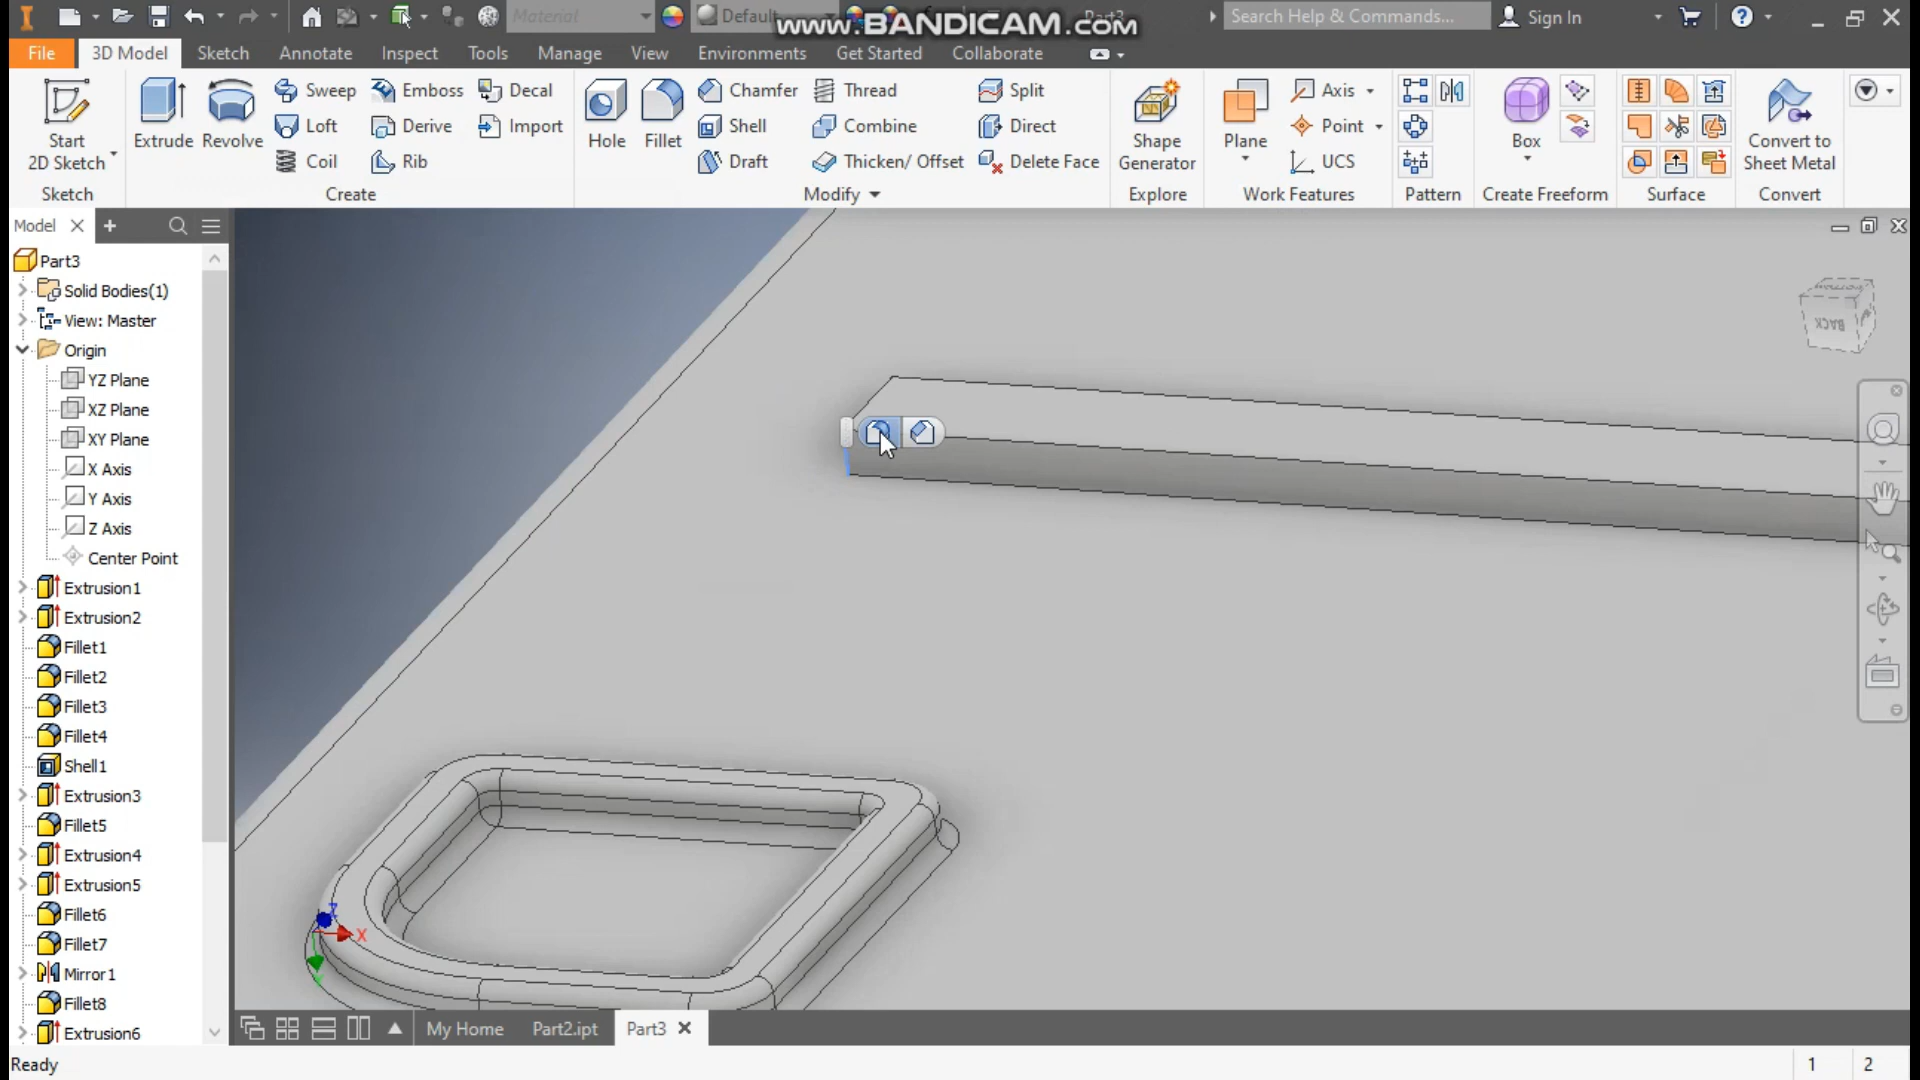 Material
Default
www.BANDICAM.com
Part3
Search Help & Commands...
Sign In
File
3D Model
Sketch
Annotate
Inspect
Tools
Manage
View
Environments
Get Started
Collaborate
Start
2D Sketch
Extrude
Revolve
Sweep
Loft
Coil
Emboss
Derive
Rib
Decal
Import
Hole
Fillet
Chamfer
Shell
Draft
Thread
Combine
Thicken/ Offset
Split
Direct
Delete Face
Shape
Generator
Plane
Axis
Point
UCS
Box
Convert to
Sheet Metal
Sketch
Create
Modify
Explore
Work Features
Pattern
Create Freeform
Surface
Convert
Model
Part3
Solid Bodies(1)
View: Master
Origin
YZ Plane
XZ Plane
XY Plane
X Axis
Y Axis
Z Axis
Center Point
Extrusion1
Extrusion2
Fillet1
Fillet2
Fillet3
Fillet4
Shell1
Extrusion3
Fillet5
Extrusion4
Extrusion5
Fillet6
Fillet7
Mirror1
Fillet8
Extrusion6
BACK
Z
X
My Home
Part2.ipt
Part3
Ready
1
2